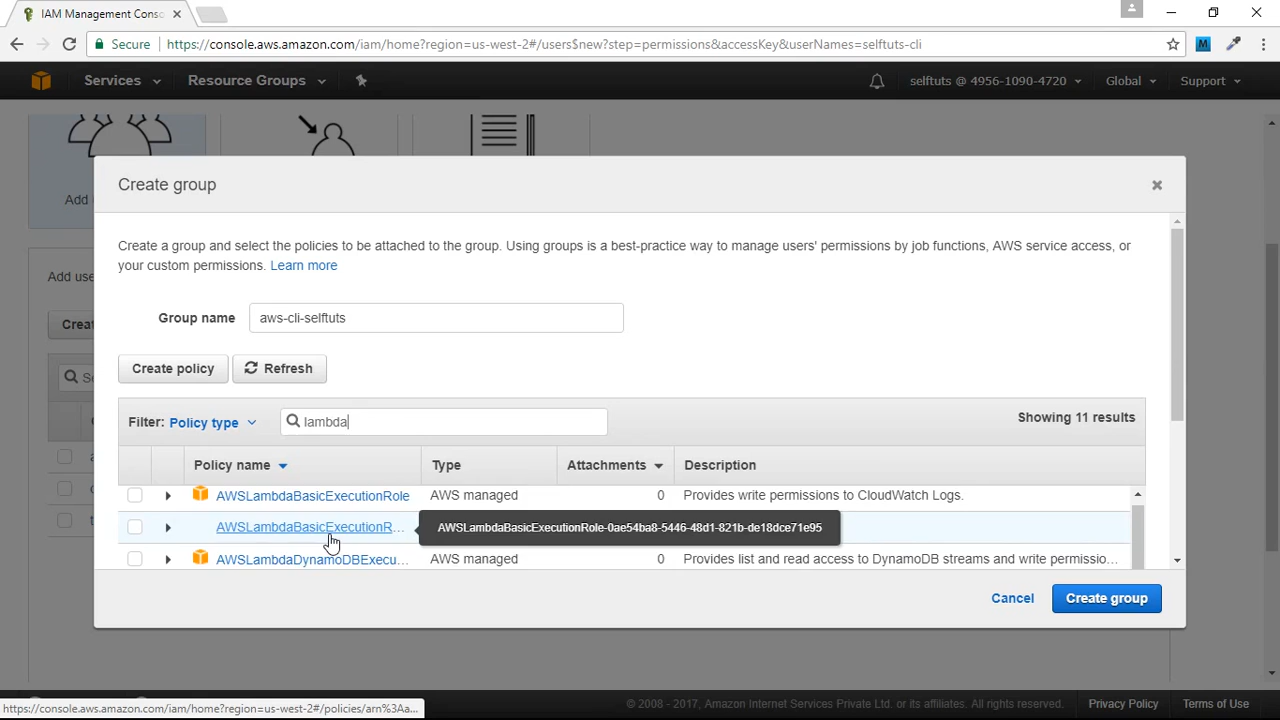 IAM Management Conso
Secure https://console.aws.amazon.com/iam/home?region=us-west-2#/users$new?step=permissions&accessKey&userNames=selftuts-cli
M
Services Resource Groups selftuts @ 4956-1090-4720 Global Support
Add
Create group
Create a group and select the policies to be attached to the group. Using groups is a best-practice way to manage users' permissions by job functions, AWS service access, or
your custom permissions. Learn more
Add use
Group name aws-cli-selftuts
Crea
Create policy Refresh
Se
Filter: Policy type lambda Showing 11 results
Policy name Type Attachments Description
AWSLambdaBasicExecutionRole AWS managed 0 Provides write permissions to CloudWatch Logs.
AWSLambdaBasicExecutionR... AWSLambdaBasicExecutionRole-0ae54ba8-5446-48d1-821b-de18dce71e95
AWSLambdaDynamoDBExecu... AWS managed 0 Provides list and read access to DynamoDB streams and write permissio...
Cancel Create group
https://console.aws.amazon.com/iam/home?region=us-west-2#/policies/arn%3Aa...
© 2008 - 2017, Amazon Internet Services Private Ltd. or its affiliates. All rights reserved. Privacy Policy Terms of Use